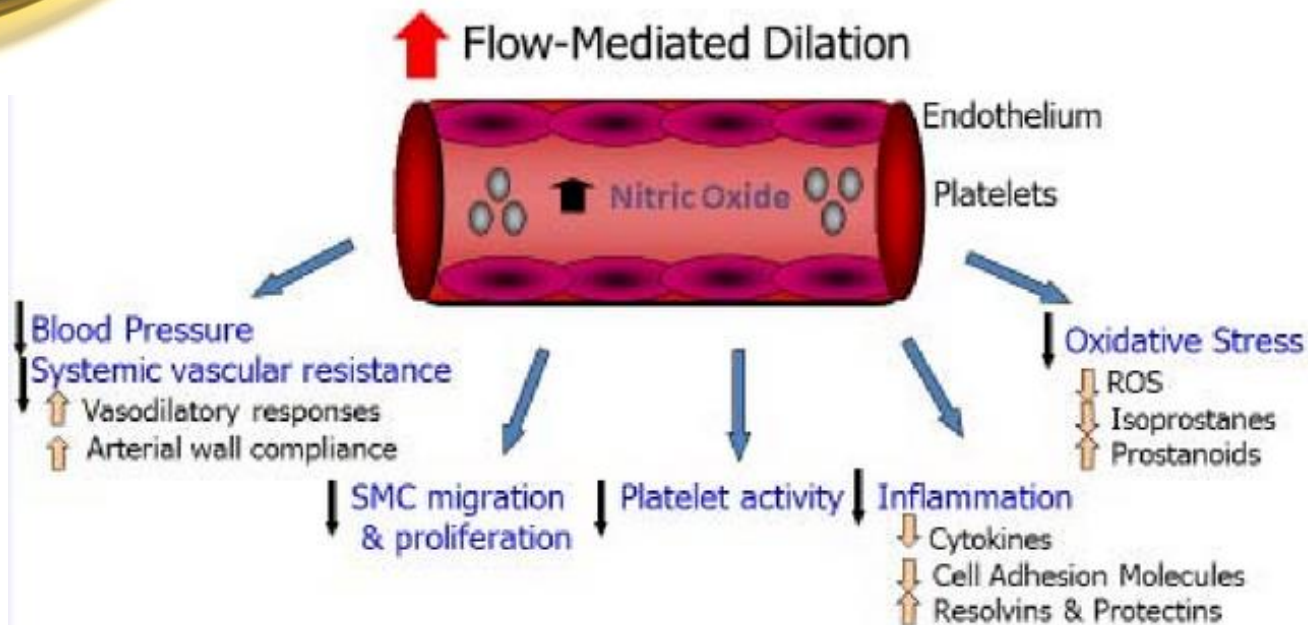 Flow-Mediated Dilation
Endothelium
Nitric Oxide
Platelets
Blood Pressure
Systemic vascular resistance
Vasodilatory responses
Arterial wall compliance
SMC migration
& proliferation
Platelet activity
Inflammation
Cytokines
Cell Adhesion Molecules
Resolvins & Protectins
Oxidative Stress
ROS
Isoprostanes
Prostanoids